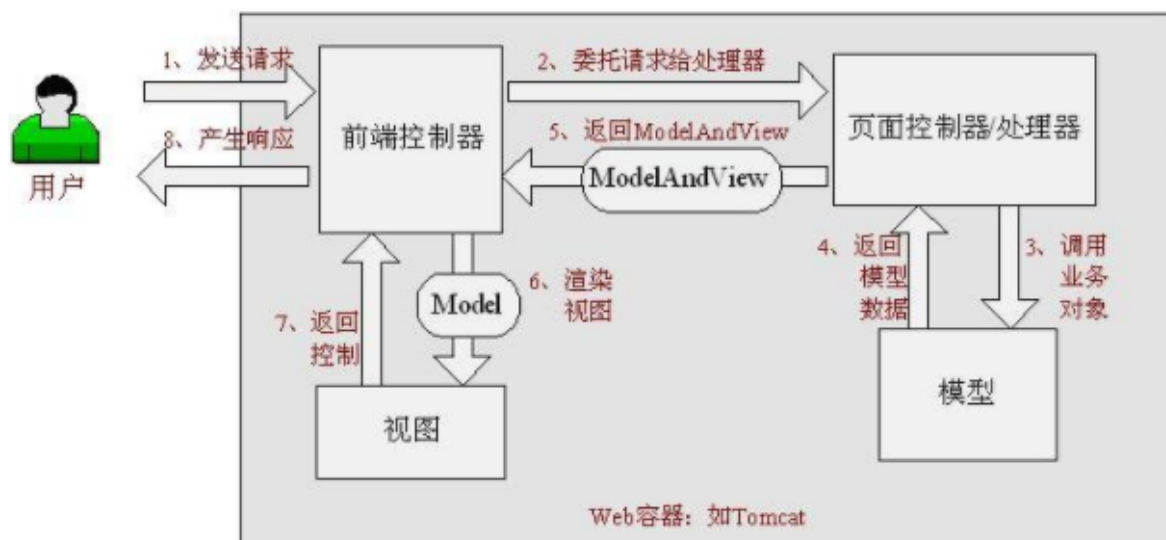 1、发送请求
2、委托请求给处理器
8、产生响应
前端控制器
5、返回ModelAndView
页面控制器/处理器
ModelAndView
用户
4、返回
模型
数据
3、调用
业务
对象
6、渲染
视图
Model
7、返回
控制
视图
模型
Web容器：如Tomcat